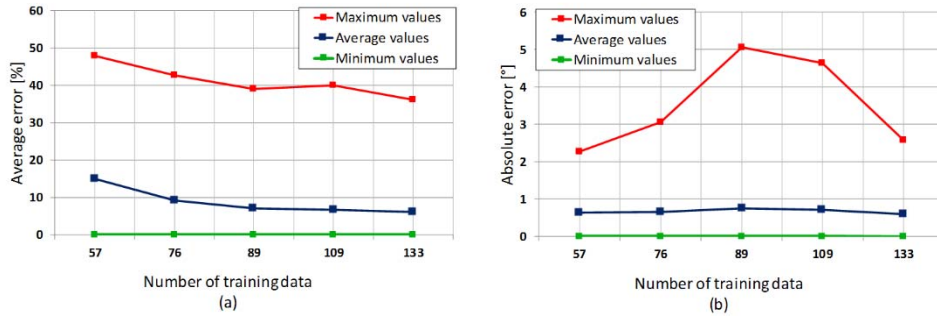 60
50
40
30
20
10
0
Average error [%]
Maximum values
Average values
Minimum values
57 76 89 109 133
Number of training data
(a)
6
5
4
3
2
1
0
Absolute error [°]
Maximum values
Average values
Minimum values
57 76 89 109 133
Number of training data
(b)